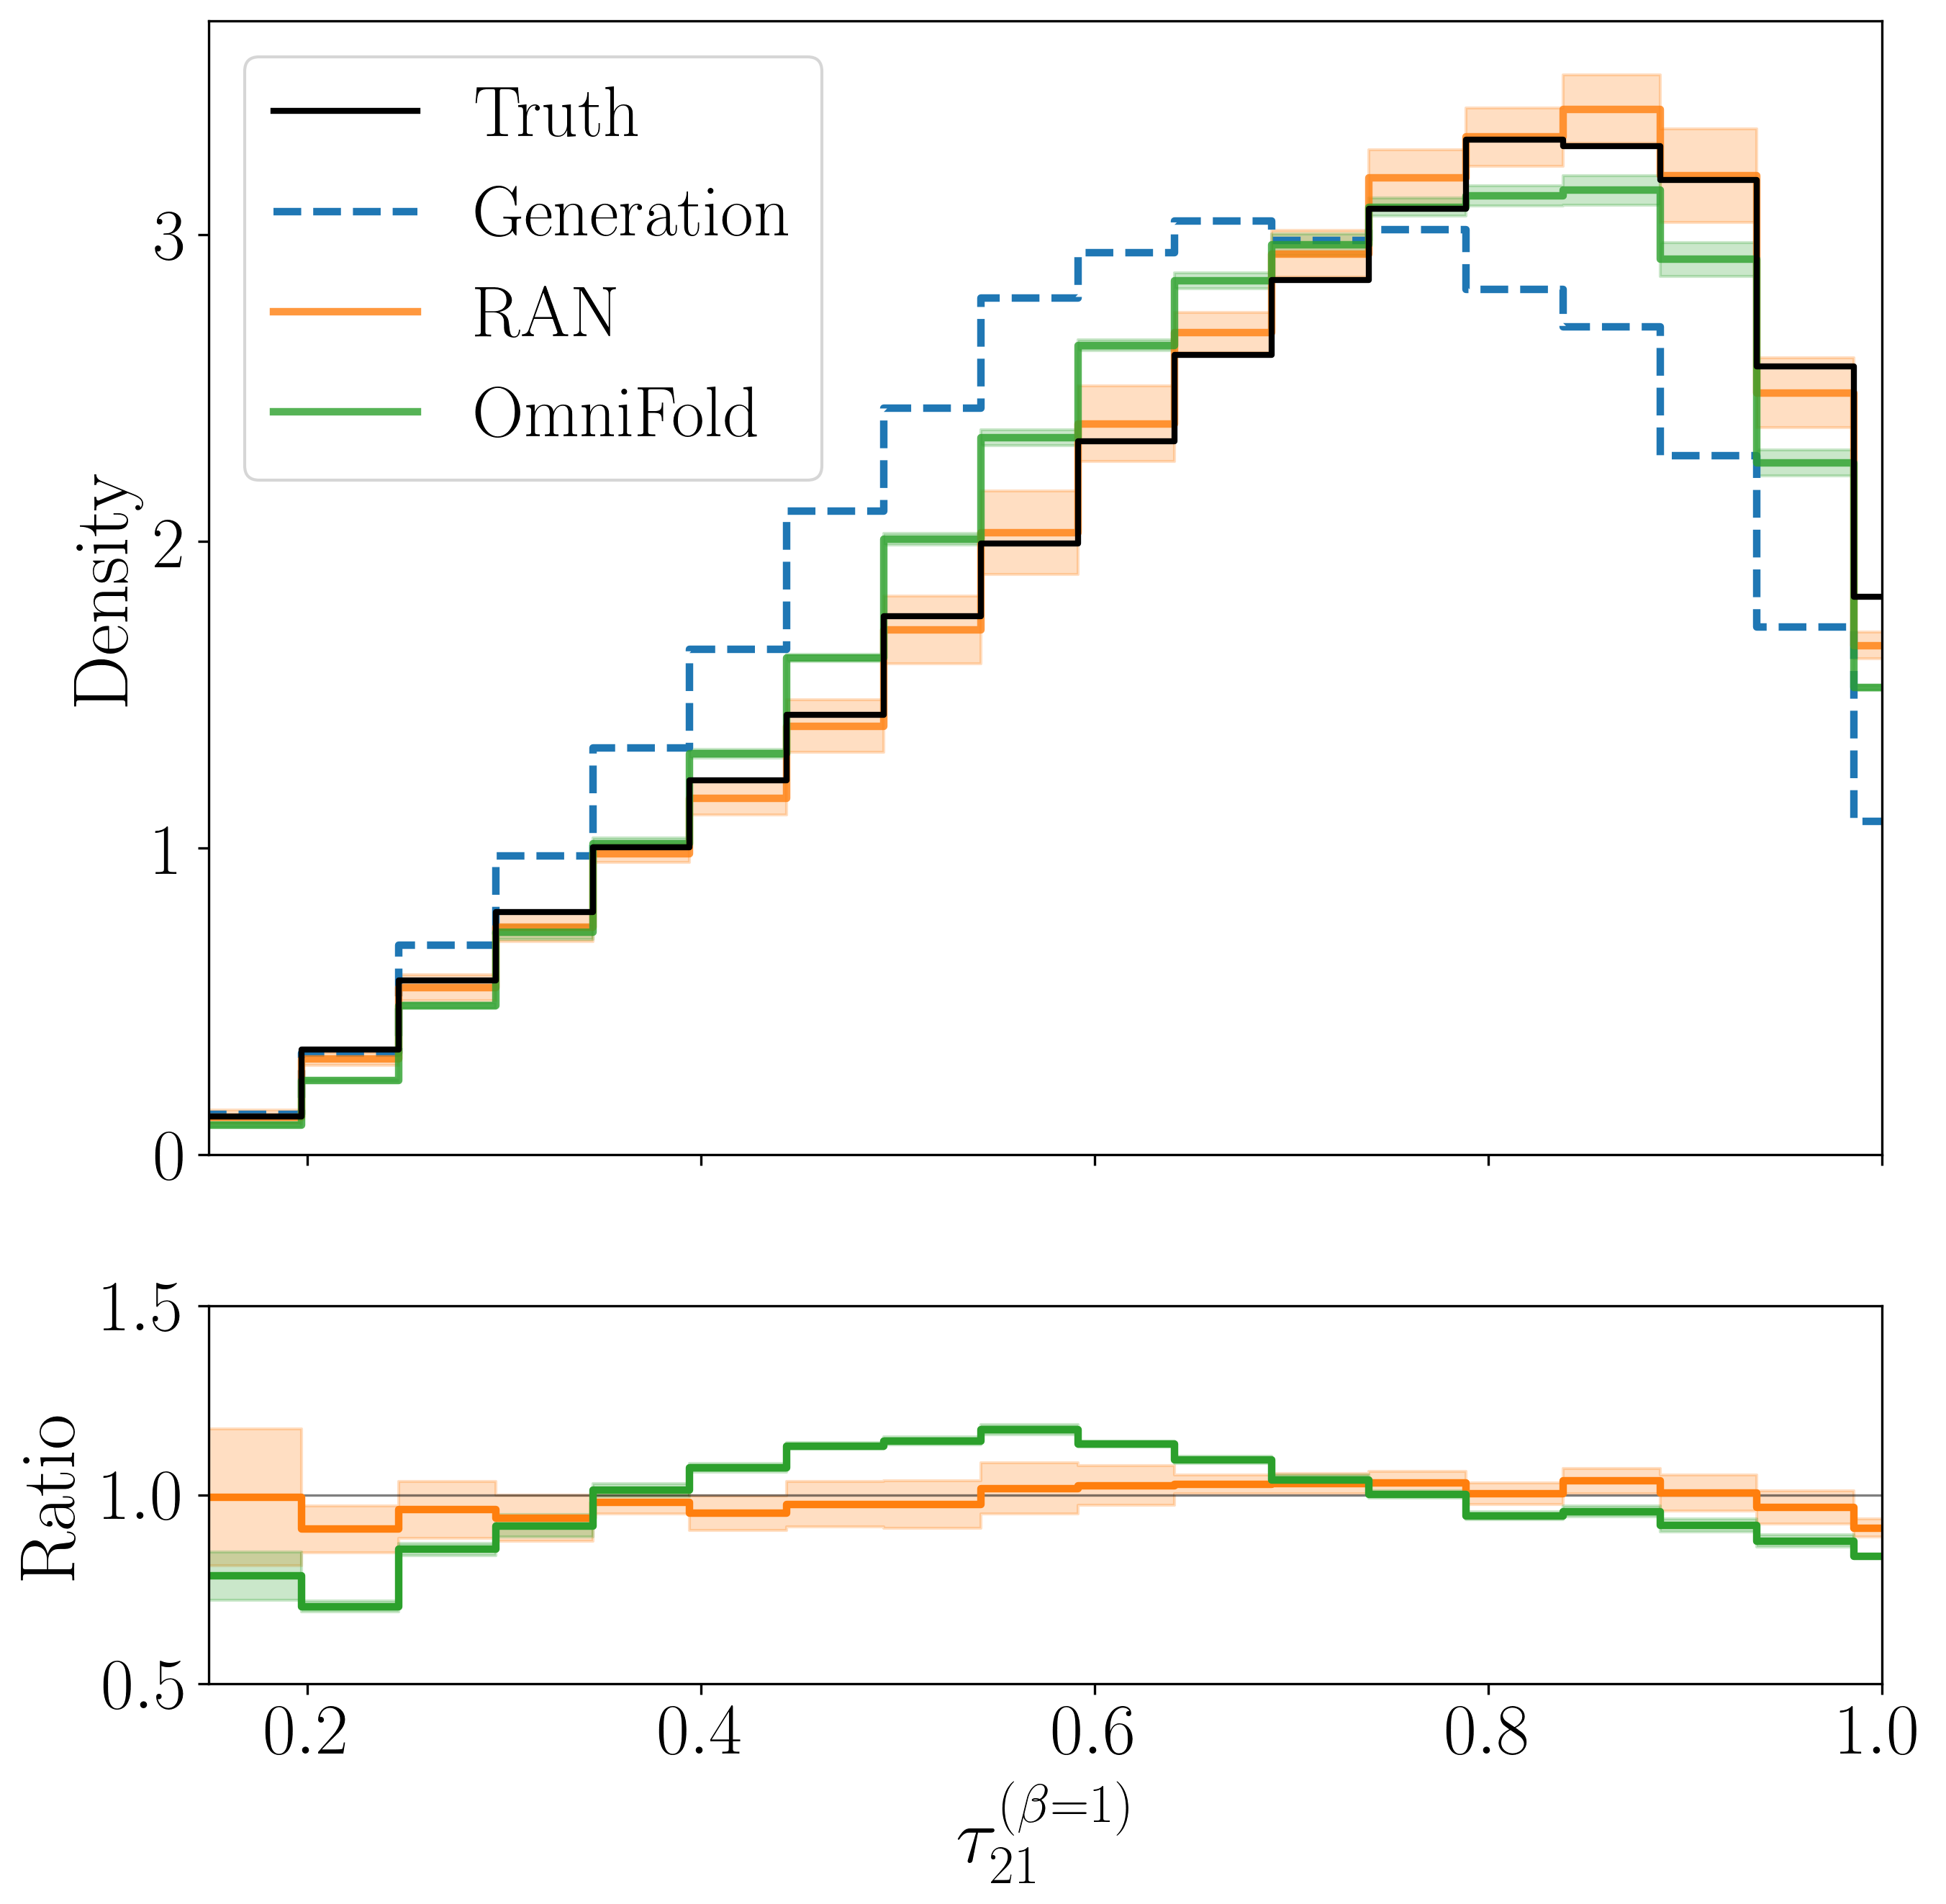 Truth
Generation
RAN
OmniFold
Density
3
2
1
0
Ratio
1.5
1.0
0.5
0.2 0.4 0.6 0.8 1.0
τ₂₁^(β=1)